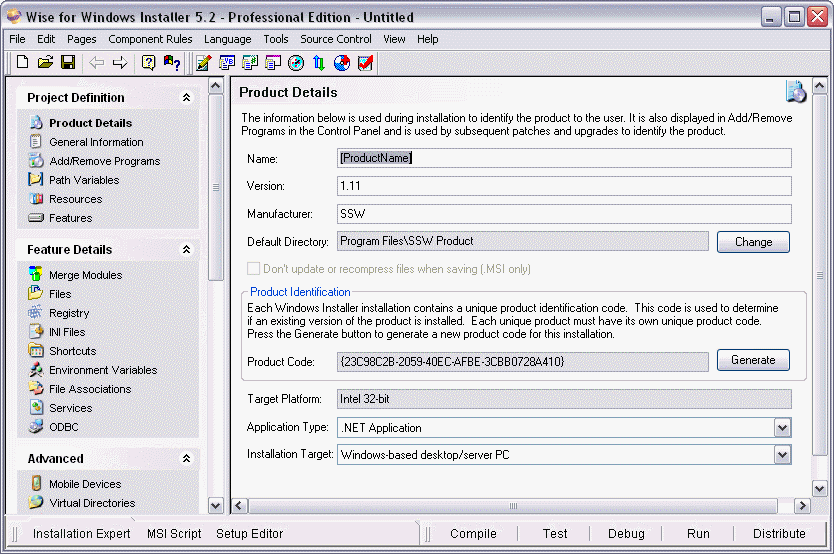 Wise for Windows Installer 5.2 - Professional Edition - Untitled
File Edit Pages Component Rules Language Tools Source Control View Help
Project Definition
Product Details
General Information
Add/Remove Programs
Path Variables
Resources
Features
Feature Details
Merge Modules
Files
Registry
INI Files
Shortcuts
Environment Variables
File Associations
Services
ODBC
Advanced
Mobile Devices
Virtual Directories
Product Details
The information below is used during installation to identify the product to the user. It is also displayed in Add/Remove
Programs in the Control Panel and is used by subsequent patches and upgrades to identify the product.
Name: [ProductName]
Version: 1.11
Manufacturer: SSW
Default Directory: Program Files\SSW Product Change
Don't update or recompress files when saving (.MSI only)
Product Identification
Each Windows Installer installation contains a unique product identification code. This code is used to determine
if an existing version of the product is installed. Each unique product must have its own unique product code.
Press the Generate button to generate a new product code for this installation.
Product Code: {23C98C2B-2059-40EC-AFBE-3CBB0728A410} Generate
Target Platform: Intel 32-bit
Application Type: .NET Application
Installation Target: Windows-based desktop/server PC
Installation Expert MSI Script Setup Editor Compile Test Debug Run Distribute